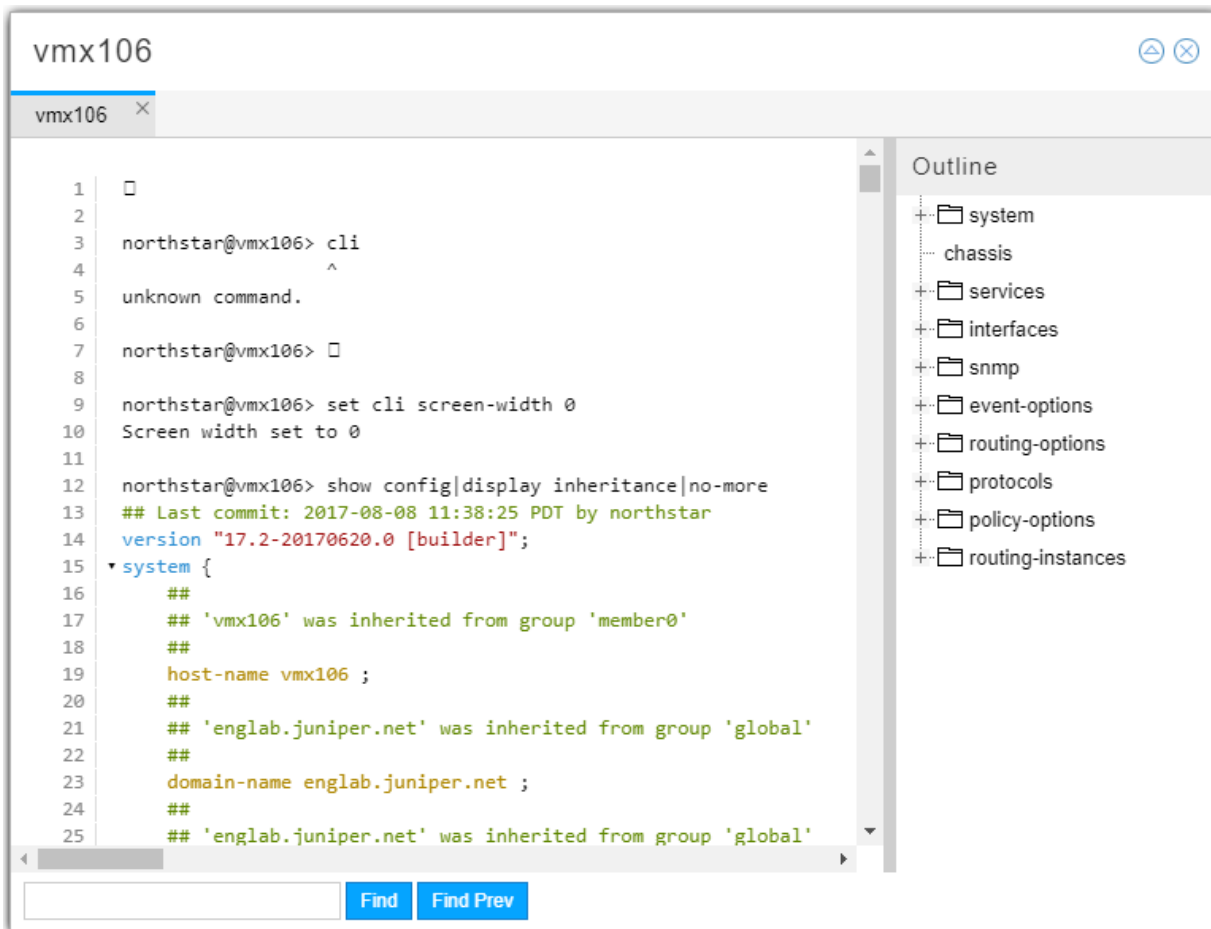 vmx106
vmx106
1 □
2
3 northstar@vmx106> cli
4 ^
5 unknown command.
6
7 northstar@vmx106> □
8
9 northstar@vmx106> set cli screen-width 0
10 Screen width set to 0
11
12 northstar@vmx106> show config|display inheritance|no-more
13 ## Last commit: 2017-08-08 11:38:25 PDT by northstar
14 version "17.2-20170620.0 [builder]";
15 system {
16 ##
17 ## 'vmx106' was inherited from group 'member0'
18 ##
19 host-name vmx106 ;
20 ##
21 ## 'englab.juniper.net' was inherited from group 'global'
22 ##
23 domain-name englab.juniper.net ;
24 ##
25 ## 'englab.juniper.net' was inherited from group 'global'
Outline
system
chassis
services
interfaces
snmp
event-options
routing-options
protocols
policy-options
routing-instances
Find
Find Prev